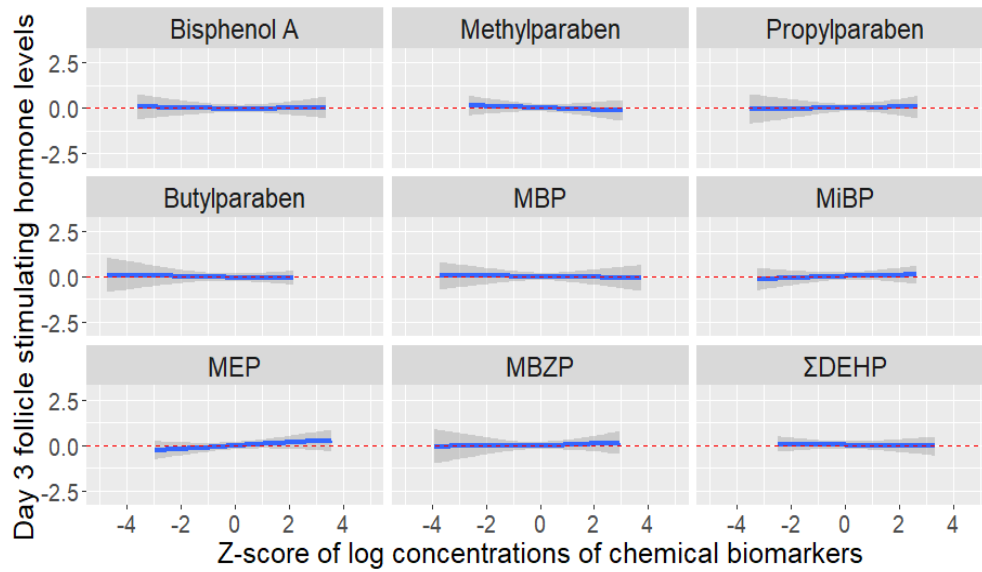 Day 3 follicle stimulating hormone levels
Bisphenol A Methylparaben Propylparaben
2.5
0.0
-2.5
Butylparaben MBP MiBP
2.5
0.0
-2.5
MEP MBZP ΣDEHP
2.5
0.0
-2.5
-4 -2 0 2 4 -4 -2 0 2 4 -4 -2 0 2 4
Z-score of log concentrations of chemical biomarkers